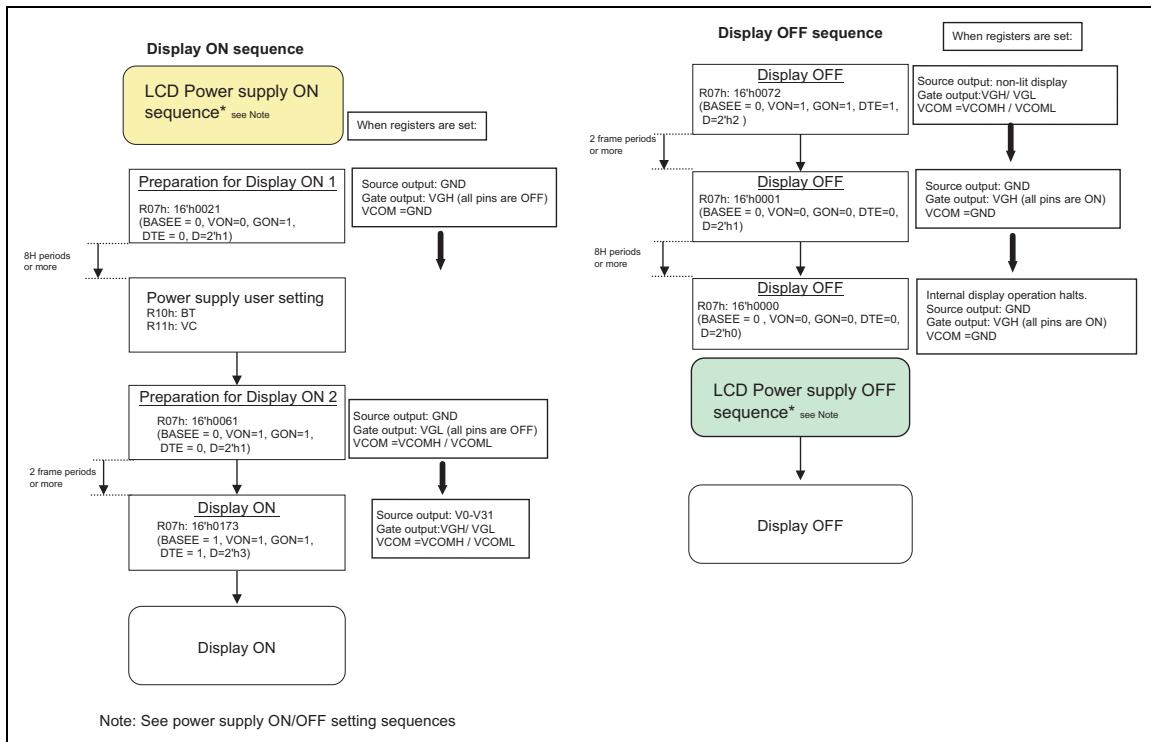 Display ON sequence
LCD Power supply ON
sequence* see Note
When registers are set:
Preparation for Display ON 1
R07h: 16'h0021
(BASEE = 0, VON=0, GON=1,
DTE = 0, D=2'h1)
Source output: GND
Gate output: VGH (all pins are OFF)
VCOM =GND
8H periods
or more
Power supply user setting
R10h: BT
R11h: VC
Preparation for Display ON 2
R07h: 16'h0061
(BASEE = 0, VON=1, GON=1,
DTE = 0, D=2'h1)
Source output: GND
Gate output: VGL (all pins are OFF)
VCOM =VCOMH / VCOML
2 frame periods
or more
Display ON
R07h: 16'h0173
(BASEE = 1, VON=1, GON=1,
DTE = 1, D=2'h3)
Source output: V0-V31
Gate output:VGH/ VGL
VCOM =VCOMH / VCOML
Display ON
Note: See power supply ON/OFF setting sequences
Display OFF sequence
When registers are set:
Display OFF
R07h: 16'h0072
(BASEE = 0, VON=1, GON=1, DTE=1,
D=2'h2 )
Source output: non-lit display
Gate output:VGH/ VGL
VCOM =VCOMH / VCOML
2 frame periods
or more
Display OFF
R07h: 16'h0001
(BASEE = 0, VON=0, GON=0, DTE=0,
D=2'h1)
Source output: GND
Gate output: VGH (all pins are ON)
VCOM =GND
8H periods
or more
Display OFF
R07h: 16'h0000
(BASEE = 0 , VON=0, GON=0, DTE=0,
D=2'h0)
Internal display operation halts.
Source output: GND
Gate output: VGH (all pins are ON)
VCOM =GND
LCD Power supply OFF
sequence* see Note
Display OFF